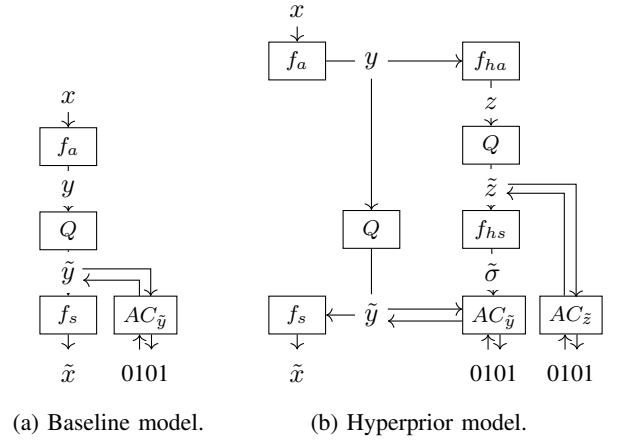 x
f_a
y
Q
ỹ
f_s AC_ỹ
x̃ 0101
(a) Baseline model.
x
f_a y f_ha
z
Q
z̃
Q f_hs
σ̃
f_s ỹ AC_ỹ AC_z̃
x̃ 0101 0101
(b) Hyperprior model.